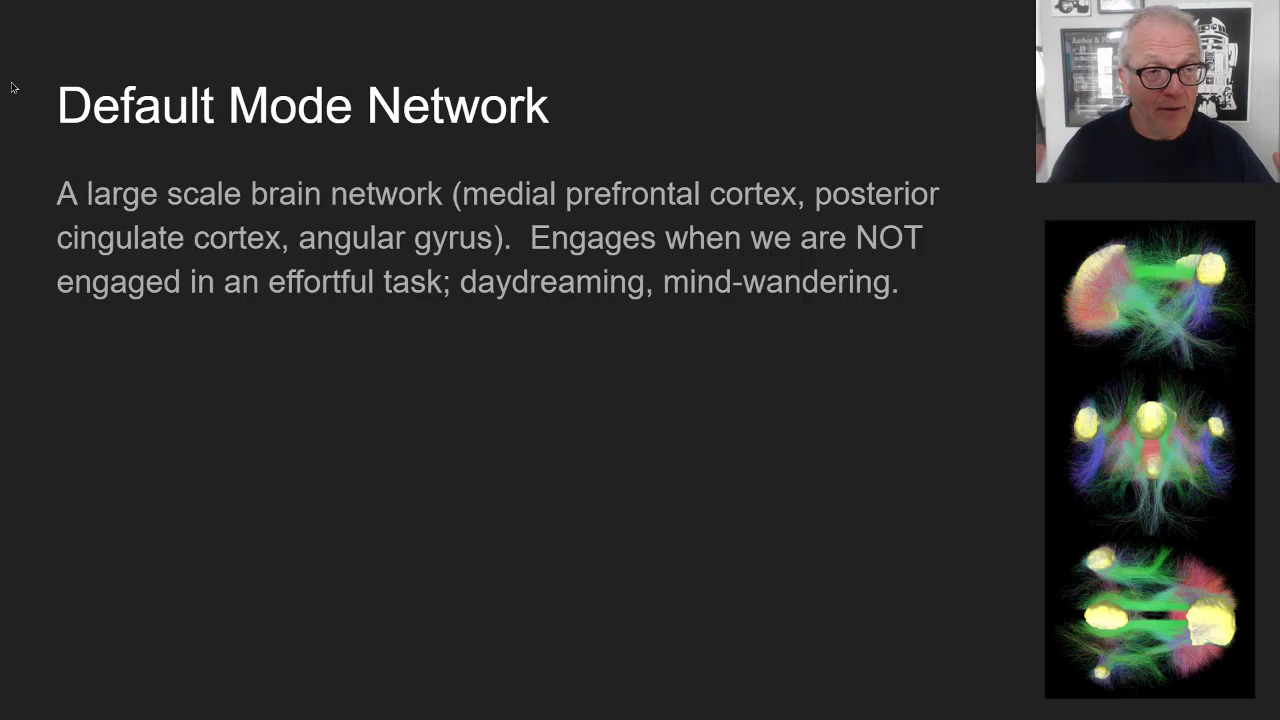 Default Mode Network
A large scale brain network (medial prefrontal cortex, posterior
cingulate cortex, angular gyrus).  Engages when we are NOT
engaged in an effortful task; daydreaming, mind-wandering.